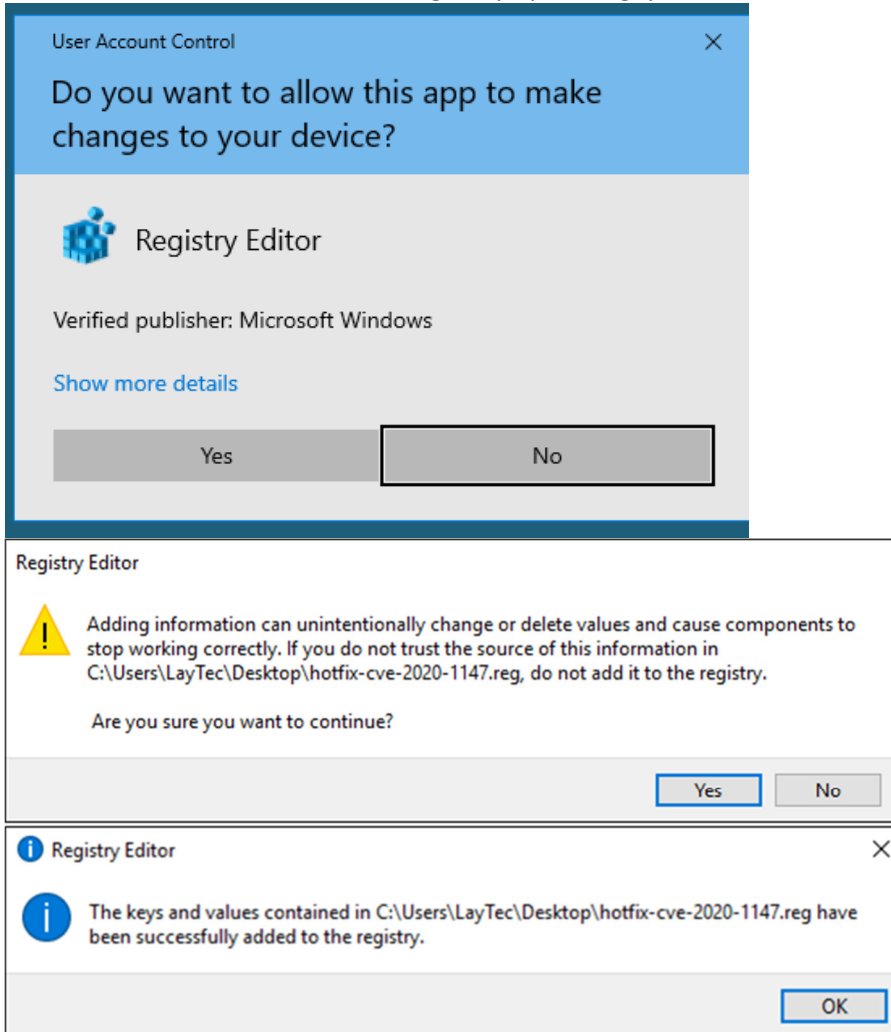 User Account Control
Do you want to allow this app to make
changes to your device?
Registry Editor
Verified publisher: Microsoft Windows
Show more details
Yes No
Registry Editor
Adding information can unintentionally change or delete values and cause components to
stop working correctly. If you do not trust the source of this information in
C:\Users\LayTec\Desktop\hotfix-cve-2020-1147.reg, do not add it to the registry.
Are you sure you want to continue?
Yes No
Registry Editor
The keys and values contained in C:\Users\LayTec\Desktop\hotfix-cve-2020-1147.reg have
been successfully added to the registry.
OK